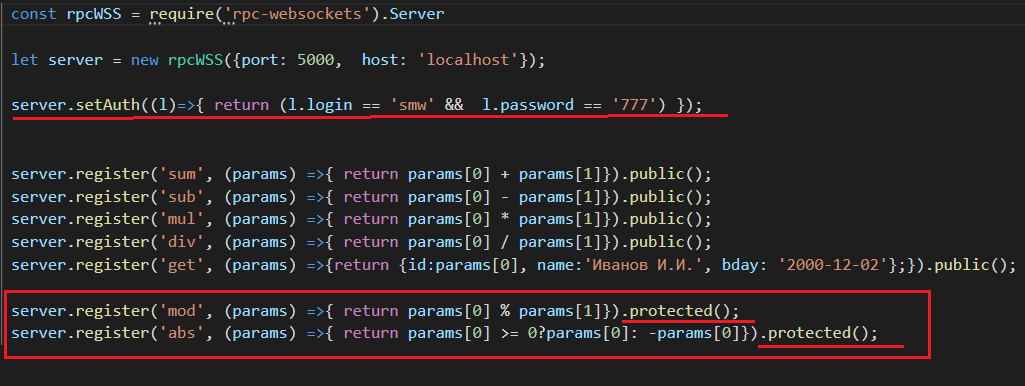 const rpcWSS = require('rpc-websockets').Server
let server = new rpcWSS({port: 5000,  host: 'localhost'});
server.setAuth((l)=>{ return (l.login == 'smw' &&  l.password == '777') });
server.register('sum', (params) =>{ return params[0] + params[1]}).public();
server.register('sub', (params) =>{ return params[0] - params[1]}).public();
server.register('mul', (params) =>{ return params[0] * params[1]}).public();
server.register('div', (params) =>{ return params[0] / params[1]}).public();
server.register('get', (params) =>{return {id:params[0], name:'Иванов И.И.', bday: '2000-12-02'};}).public();
server.register('mod', (params) =>{ return params[0] % params[1]}).protected();
server.register('abs', (params) =>{ return params[0] >= 0?params[0]: -params[0]}).protected();